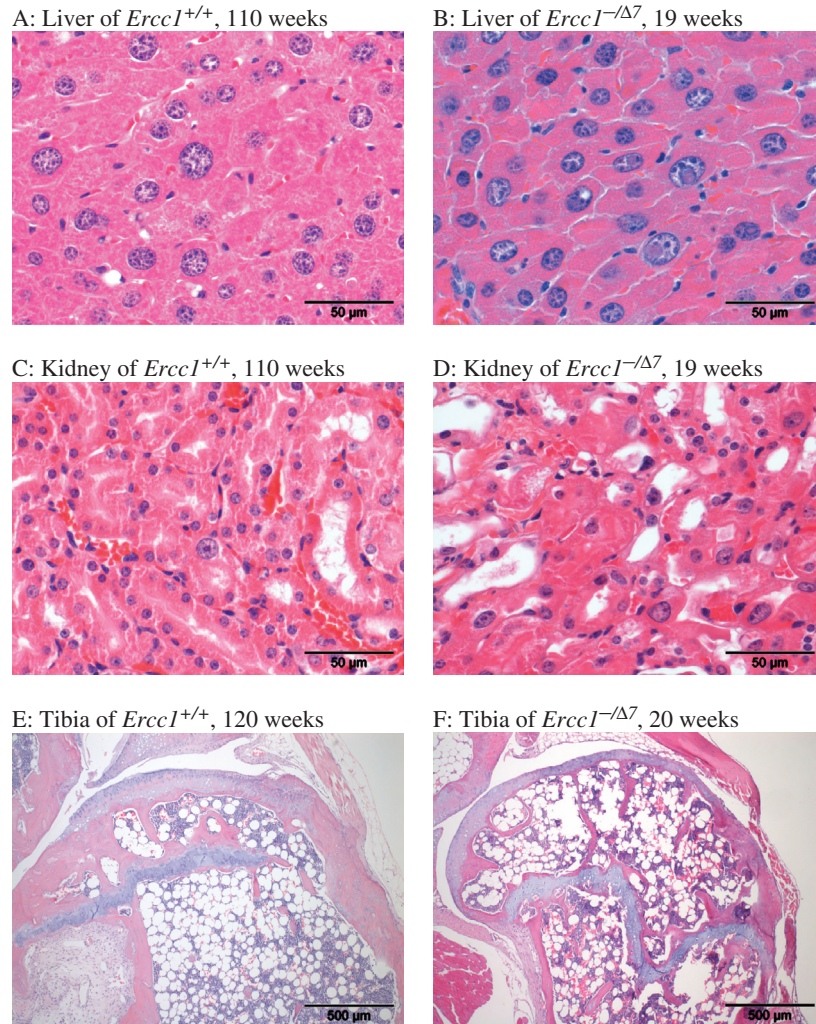 A: Liver of Ercc1+/+, 110 weeks
B: Liver of Ercc1−/Δ7, 19 weeks
50 µm
50 µm
C: Kidney of Ercc1+/+, 110 weeks
D: Kidney of Ercc1−/Δ7, 19 weeks
50 µm
50 µm
E: Tibia of Ercc1+/+, 120 weeks
F: Tibia of Ercc1−/Δ7, 20 weeks
500 µm
500 µm